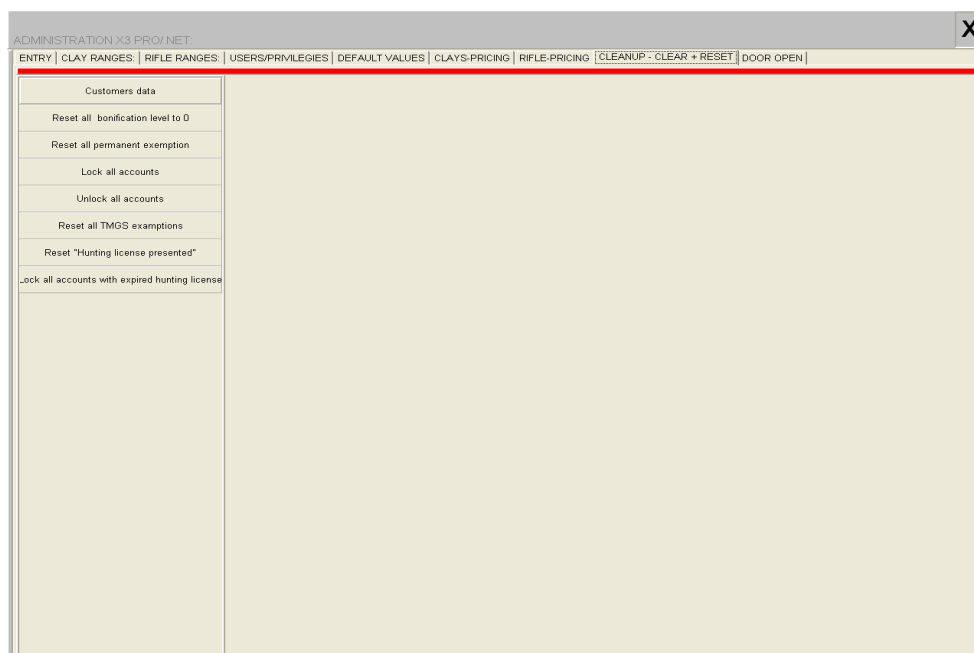 X
ADMINISTRATION X3 PRO/.NET:
ENTRY CLAY RANGES: RIFLE RANGES: USERS/PRIVILEGIES DEFAULT VALUES CLAYS-PRICING RIFLE-PRICING CLEANUP - CLEAR + RESET DOOR OPEN
Customers data
Reset all bonification level to 0
Reset all permanent exemption
Lock all accounts
Unlock all accounts
Reset all TMGS examptions
Reset "Hunting license presented"
Lock all accounts with expired hunting license